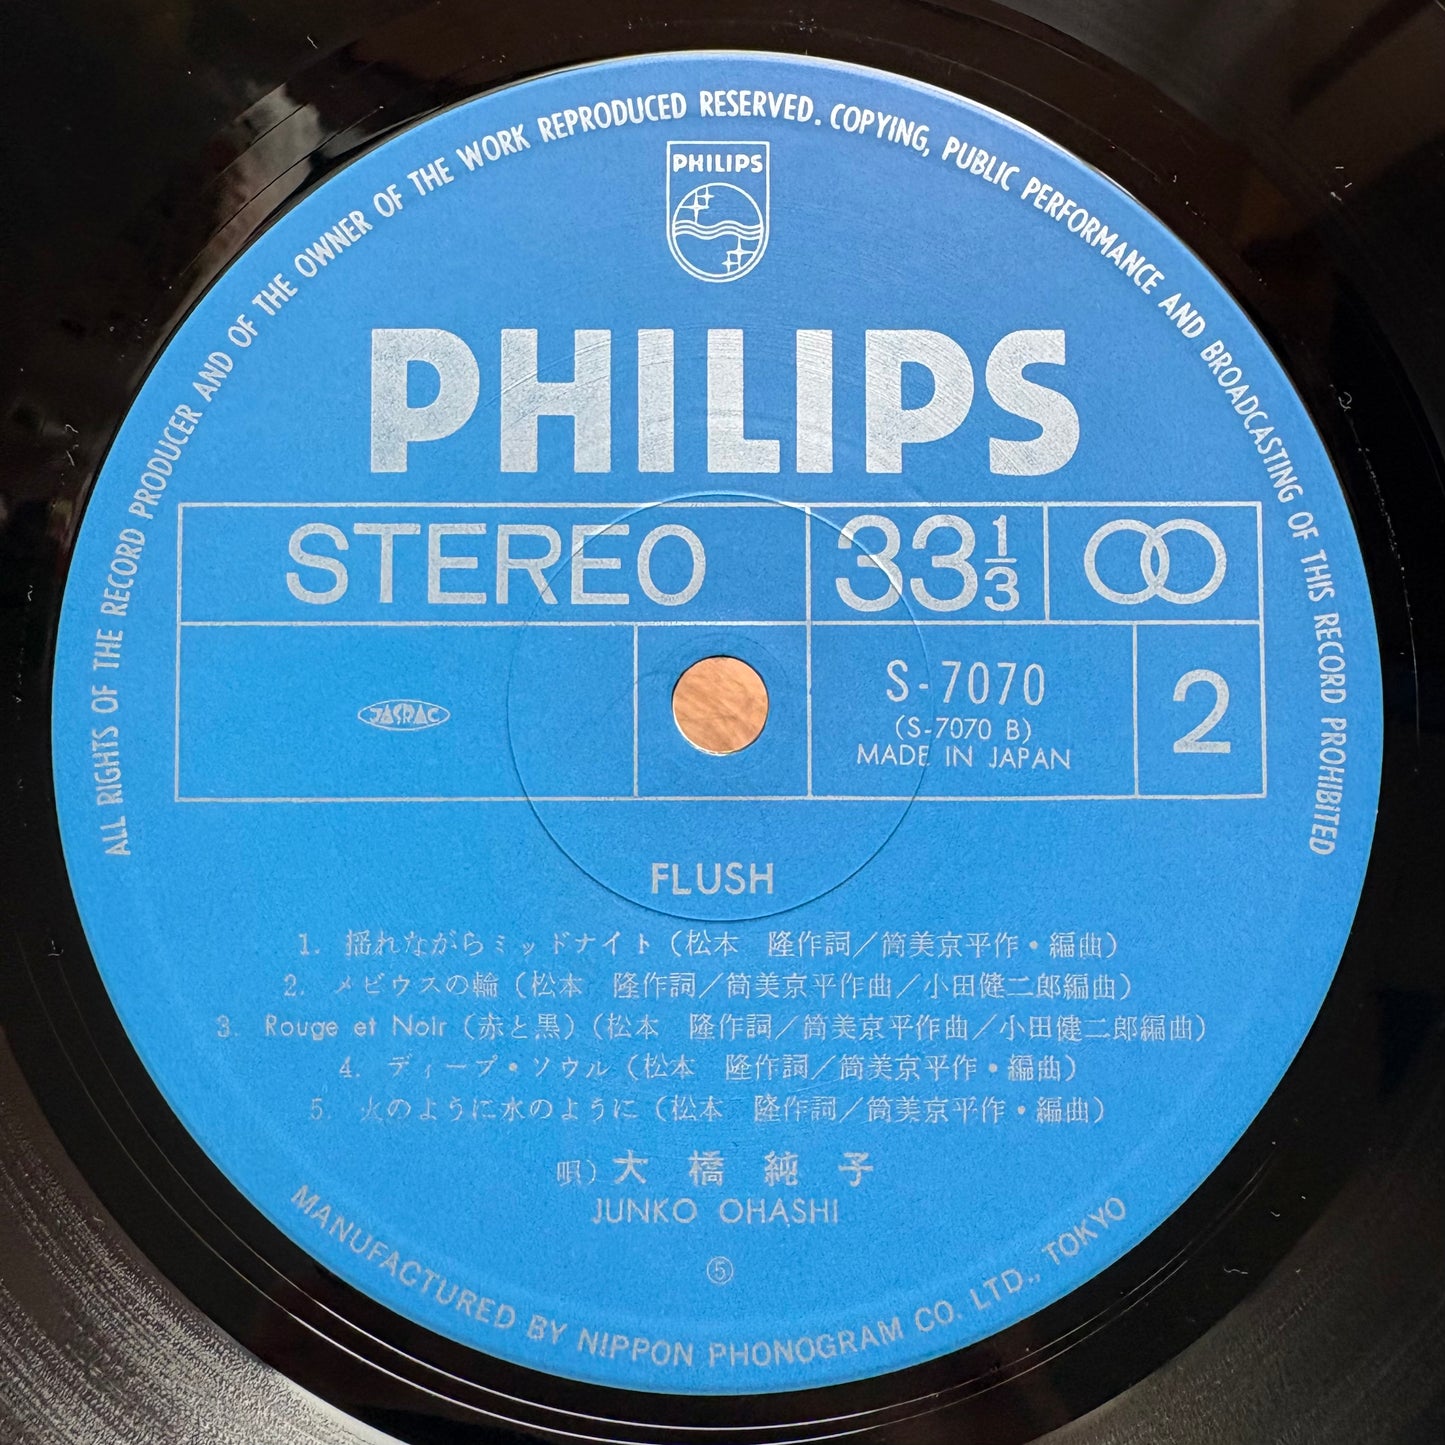 ALL RIGHTS OF THE RECORD PRODUCER AND OF THE OWNER OF THE WORK REPRODUCED RESERVED. COPYING, PUBLIC PERFORMANCE AND BROADCASTING OF THIS RECORD PROHIBITED
PHILIPS
PHILIPS
STEREO 33 1/3
JASRAC
S-7070
(S-7070 B)
MADE IN JAPAN
2
FLUSH
1. 揺れながらミッドナイト（松本 隆作詞／筒美京平作・編曲）
2. メビウスの輪（松本 隆作詞／筒美京平作曲／小田健二郎編曲）
3. Rouge et Noir（赤と黒）（松本 隆作詞／筒美京平作曲／小田健二郎編曲）
4. ディープ・ソウル（松本 隆作詞／筒美京平作・編曲）
5. 火のように水のように（松本 隆作詞／筒美京平作・編曲）
唄）大橋純子
JUNKO OHASHI
⑤
MANUFACTURED BY NIPPON PHONOGRAM CO. LTD., TOKYO